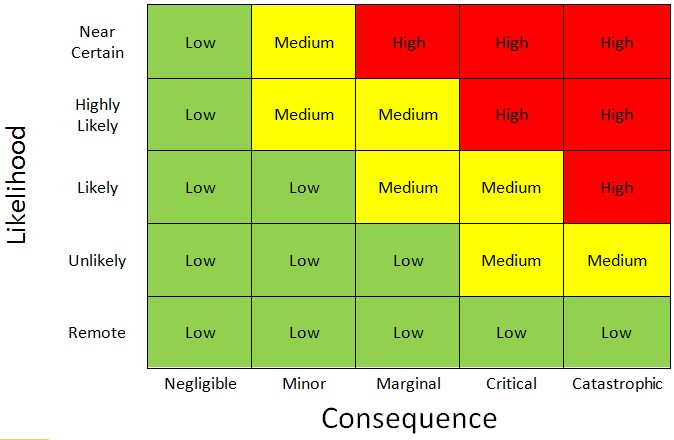 Near
Certain
Low
Medium
High
High
High
Highly
Likely
Low
Medium
Medium
High
High
Likelihood
Likely
Low
Low
Medium
Medium
High
Unlikely
Low
Low
Low
Medium
Medium
Remote
Low
Low
Low
Low
Low
Negligible
Minor
Marginal
Critical
Catastrophic
Consequence